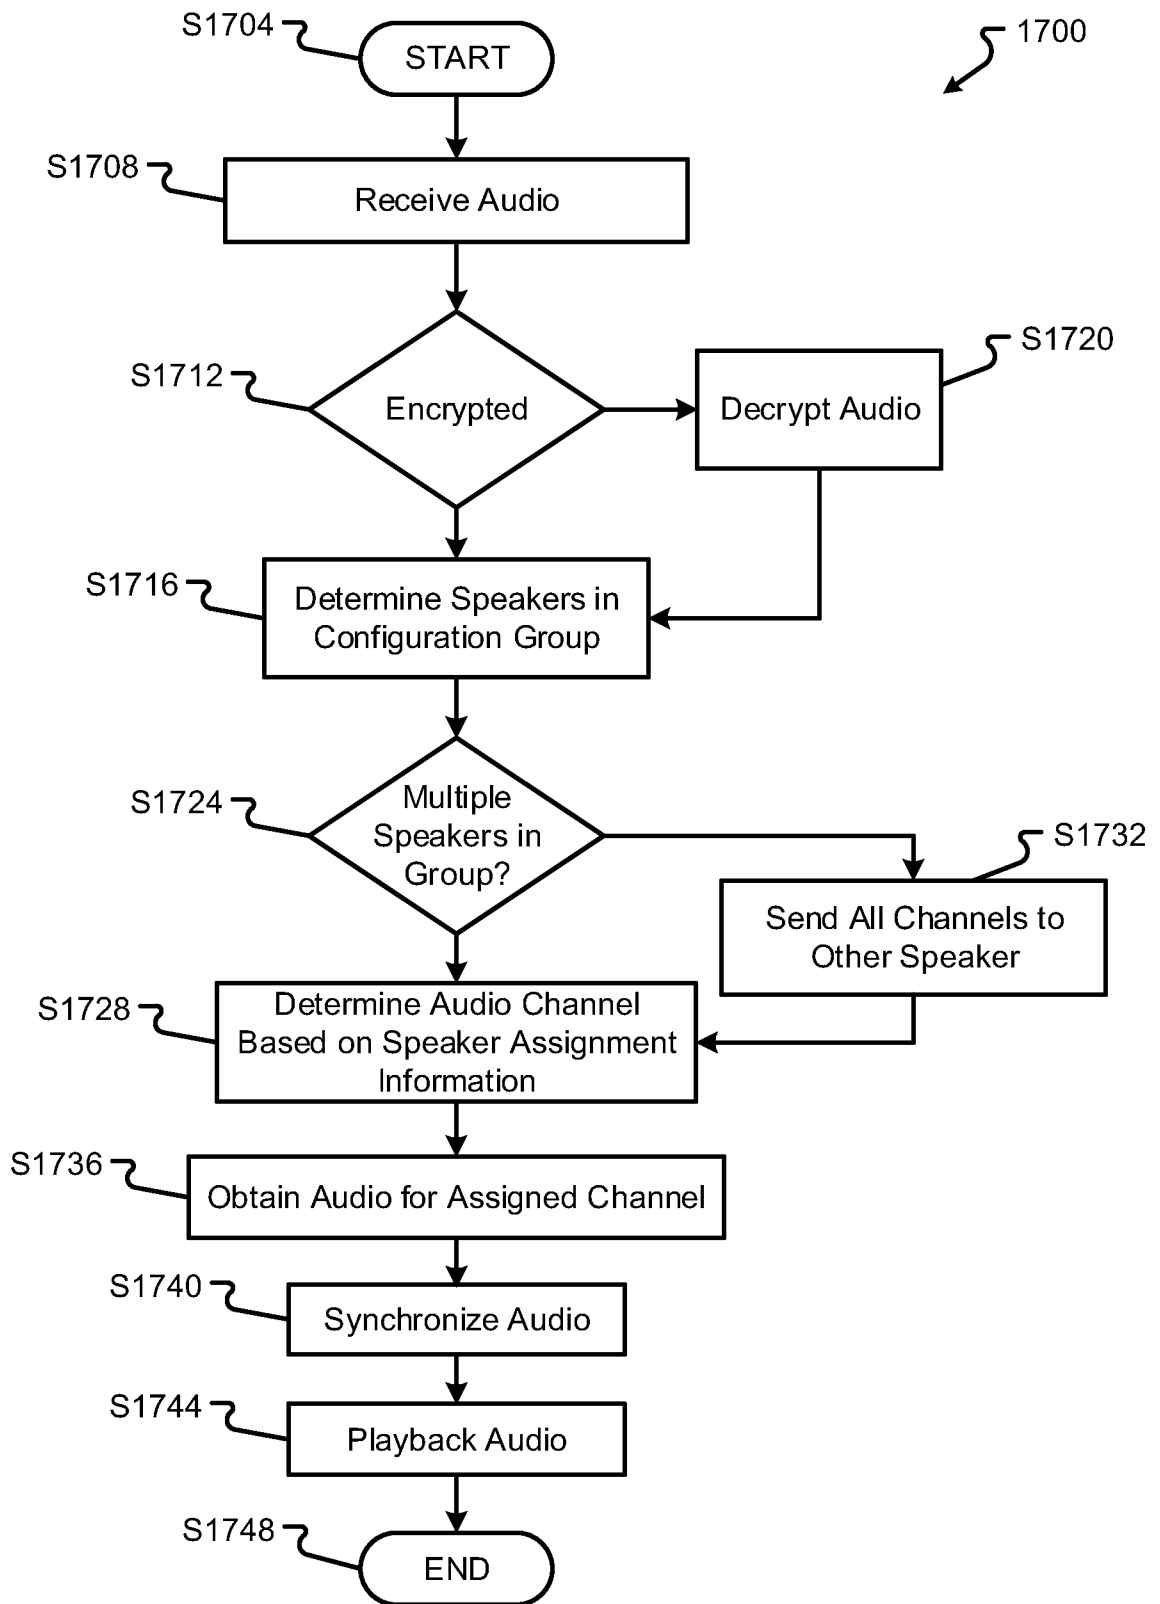 S1704
START
1700
S1708
Receive Audio
S1712
Encrypted
S1720
Decrypt Audio
S1716
Determine Speakers in
Configuration Group
S1724
Multiple
Speakers in
Group?
S1732
Send All Channels to
Other Speaker
S1728
Determine Audio Channel
Based on Speaker Assignment
Information
S1736
Obtain Audio for Assigned Channel
S1740
Synchronize Audio
S1744
Playback Audio
S1748
END